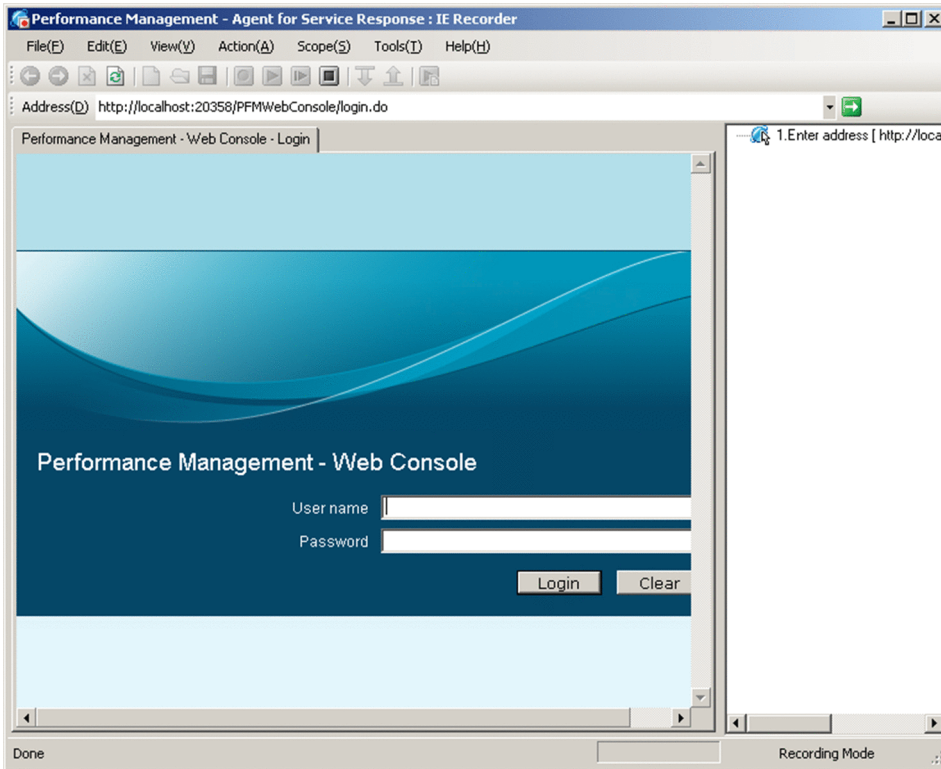 Performance Management - Agent for Service Response : IE Recorder
File(F) Edit(E) View(V) Action(A) Scope(S) Tools(T) Help(H)
Address(D) http://localhost:20358/PFMWebConsole/login.do
Performance Management - Web Console - Login
1.Enter address [ http://loca
Performance Management - Web Console
User name
Password
Login Clear
Done Recording Mode